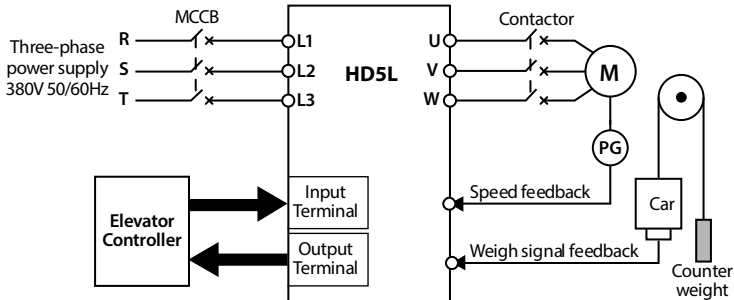 MCCB
Contactor
Three-phase
power supply
380V 50/60Hz
R
S
T
L1
L2
L3
HD5L
U
V
W
M
PG
Input
Terminal
Output
Terminal
Elevator
Controller
Speed feedback
Weigh signal feedback
Car
Counter
weight